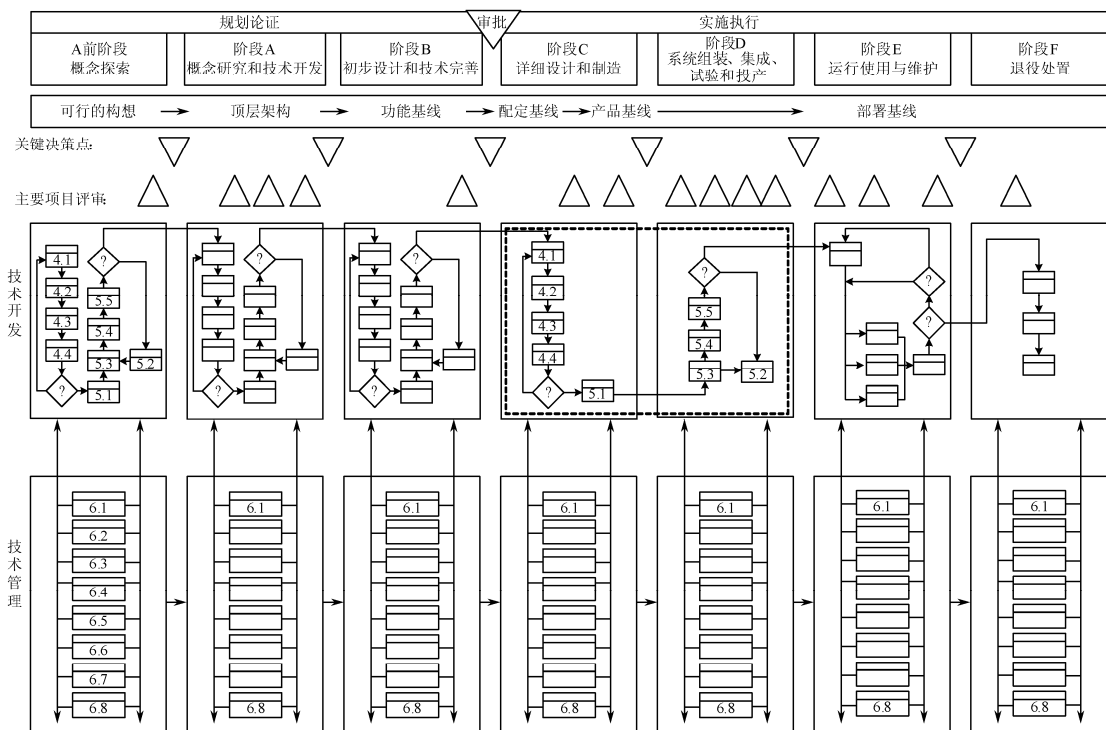 规划论证
审批
实施执行
A前阶段
概念探索
阶段A
概念研究和技术开发
阶段B
初步设计和技术完善
阶段C
详细设计和制造
阶段D
系统组装、集成、
试验和投产
阶段E
运行使用与维护
阶段F
退役处置
可行的构想
顶层架构
功能基线
配定基线
产品基线
部署基线
关键决策点:
主要项目评审:
技术开发
4.1
4.2
4.3
4.4
?
?
5.5
5.4
5.3
5.2
5.1
?
?
?
?
4.1
4.2
4.3
4.4
?
5.1
?
5.5
5.4
5.3
5.2
?
?
技术管理
6.1
6.2
6.3
6.4
6.5
6.6
6.7
6.8
6.1
6.8
6.1
6.8
6.1
6.8
6.1
6.8
6.1
6.8
6.1
6.8